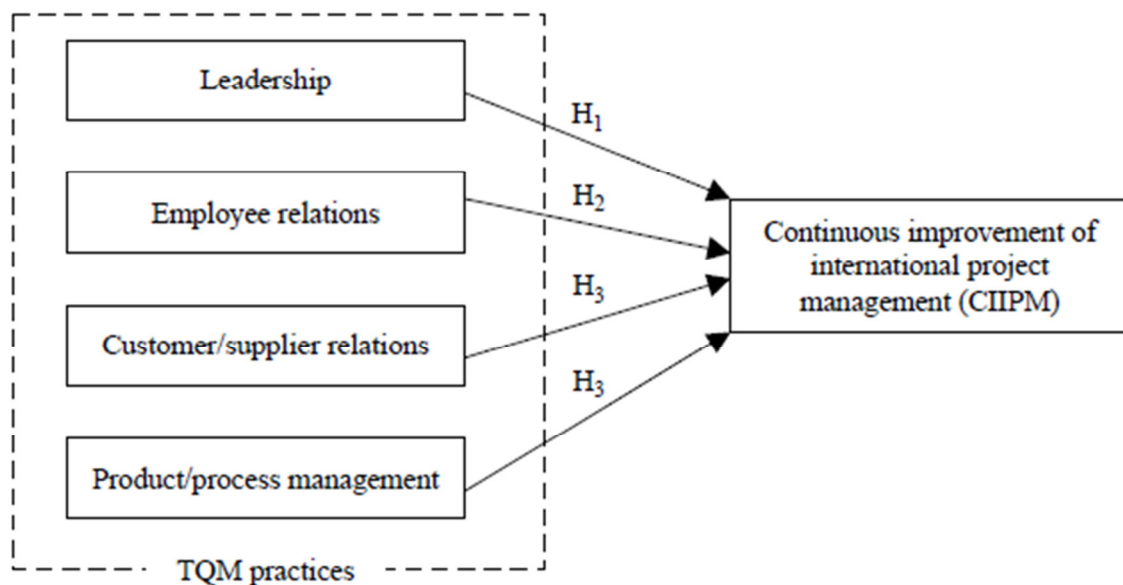 Leadership
H₁
Employee relations
H₂
Continuous improvement of
international project
management (CIIPM)
H₃
Customer/supplier relations
H₃
Product/process management
TQM practices